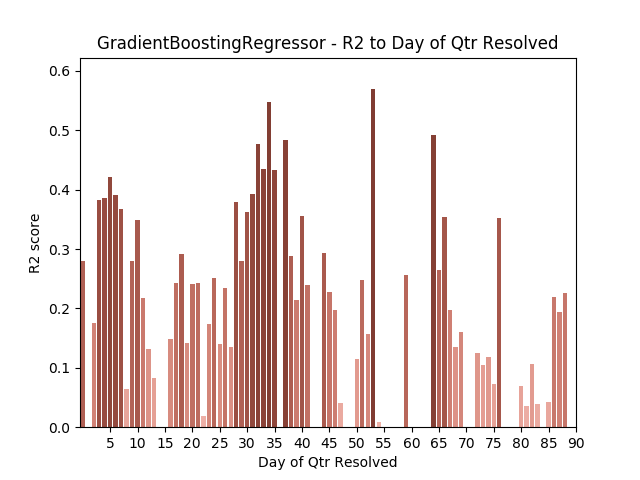 GradientBoostingRegressor - R2 to Day of Qtr Resolved
0.6
0.5
0.4
0.3
0.2
0.1
0.0
R2 score
5 10 15 20 25 30 35 40 45 50 55 60 65 70 75 80 85 90
Day of Qtr Resolved